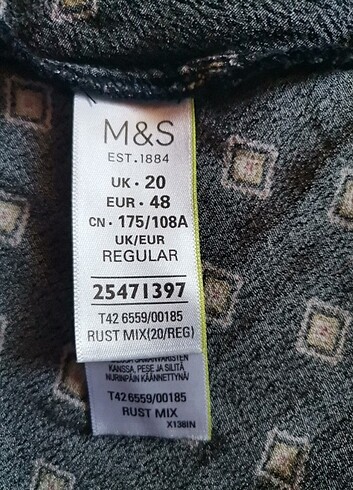 M&S
EST. 1884
UK • 20
EUR • 48
CN • 175/108A
UK/EUR
REGULAR
25471397
T42 6559/00185
RUST MIX(20/REG)
KANSSA, PESE JA SILITÄ
NURINPÄIN KÄÄNNETTYNÄ/
T42 6559/00185
RUST MIX
X138IN